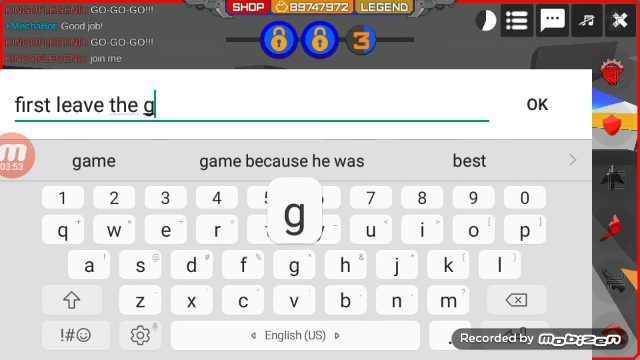 KINGOFLEGEND: GO-GO-GO!!!
+MechaBot: Good job!
KINGOFLEGEND: GO-GO-GO!!!
KINGOFLEGEND: join me
SHOP 89747972 LEGEND
3
first leave the g
OK
03:53
game game because he was best
1 2 3 4 5 7 8 9 0
q w e r g u i o p
a s d f g h j k l
z x c v b n m
!#☺ English (US) .
Recorded by MOBIZEN